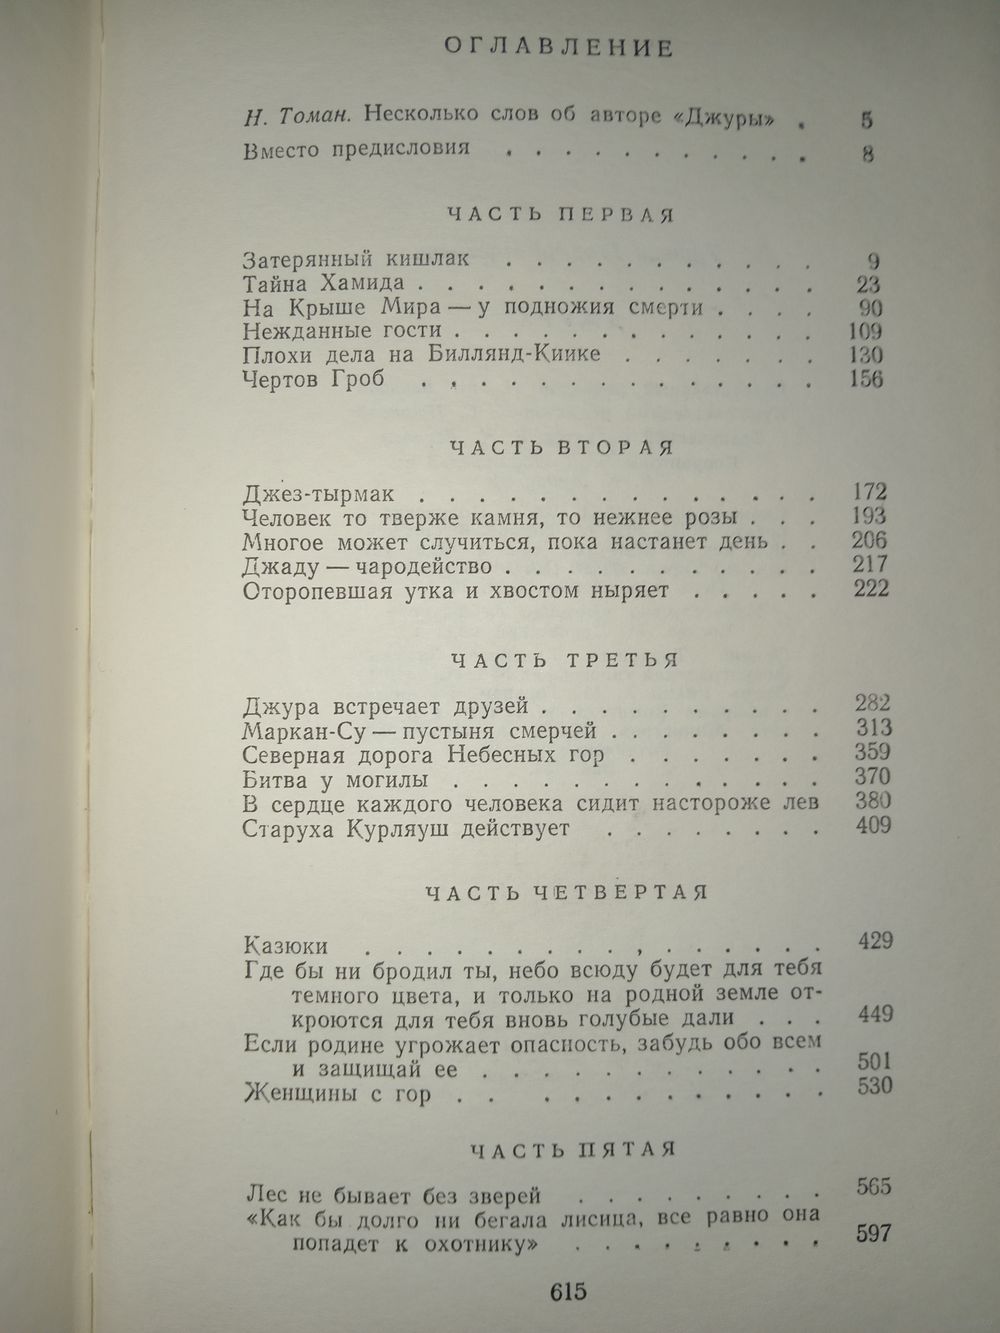 ОГЛАВЛЕНИЕ
Н. Томан. Несколько слов об авторе «Джуры» . 5
Вместо предисловия . . . . . . . . . . . 8
ЧАСТЬ ПЕРВАЯ
Затерянный кишлак . . . . . . . . . . . 9
Тайна Хамида . . . . . . . . . . . . . . 23
На Крыше Мира — у подножия смерти . . . . 90
Нежданные гости . . . . . . . . . . . . . 109
Плохи дела на Биллянд-Киике . . . . . . . 130
Чертов Гроб . . . . . . . . . . . . . . 156
ЧАСТЬ ВТОРАЯ
Джез-тырмак . . . . . . . . . . . . . . 172
Человек то тверже камня, то нежнее розы . . . 193
Многое может случиться, пока настанет день . . 206
Джаду — чародейство . . . . . . . . . . . 217
Оторопевшая утка и хвостом ныряет . . . . . 222
ЧАСТЬ ТРЕТЬЯ
Джура встречает друзей . . . . . . . . . . 282
Маркан-Су — пустыня смерчей . . . . . . . . 313
Северная дорога Небесных гор . . . . . . . 359
Битва у могилы . . . . . . . . . . . . . 370
В сердце каждого человека сидит настороже лев 380
Старуха Курляуш действует . . . . . . . . 409
ЧАСТЬ ЧЕТВЕРТАЯ
Казюки . . . . . . . . . . . . . . . . 429
Где бы ни бродил ты, небо всюду будет для тебя
темного цвета, и только на родной земле от-
кроются для тебя вновь голубые дали . . . 449
Если родине угрожает опасность, забудь обо всем
и защищай ее . . . . . . . . . . . . 501
Женщины с гор . . . . . . . . . . . . 530
ЧАСТЬ ПЯТАЯ
Лес не бывает без зверей . . . . . . . . . 565
«Как бы долго ни бегала лисица, все равно она
попадет к охотнику» . . . . . . . . . 597
615